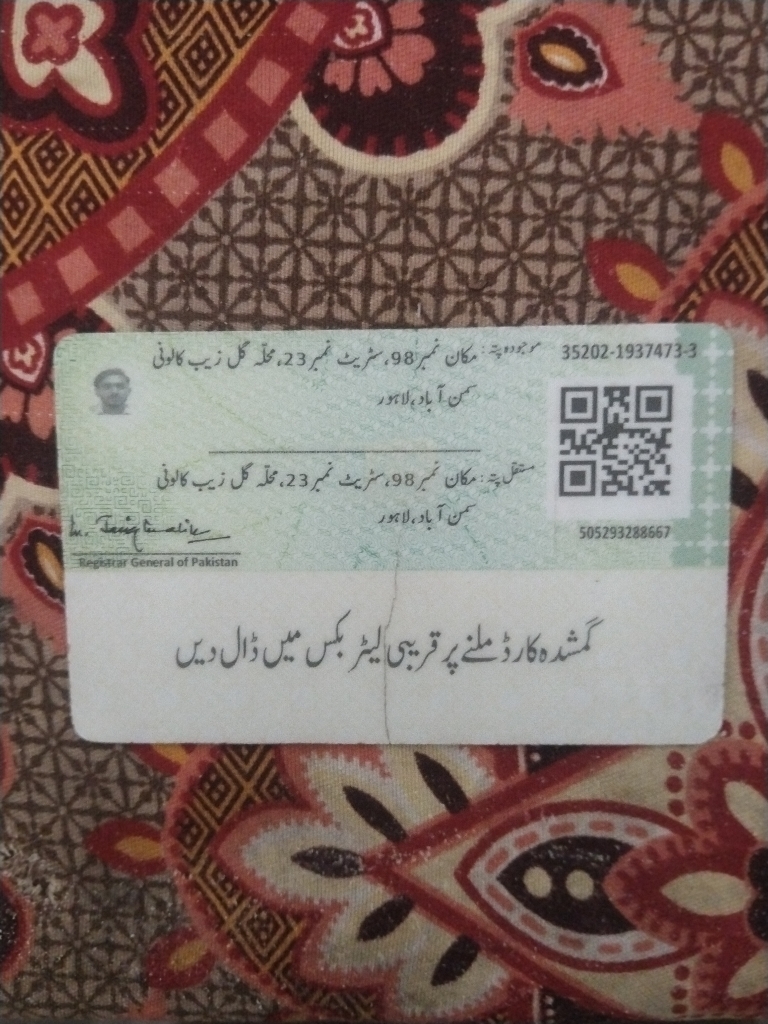 موجودہ پتہ: مکان نمبر 98، سٹریٹ نمبر 23، محلّہ گل زیب کالونی
سمن آباد، لاہور
35202-1937473-3
مستقل پتہ: مکان نمبر 98، سٹریٹ نمبر 23، محلّہ گل زیب کالونی
سمن آباد، لاہور
505293288667
Registrar General of Pakistan
گمشدہ کارڈ ملنے پر قریبی لیٹر بکس میں ڈال دیں